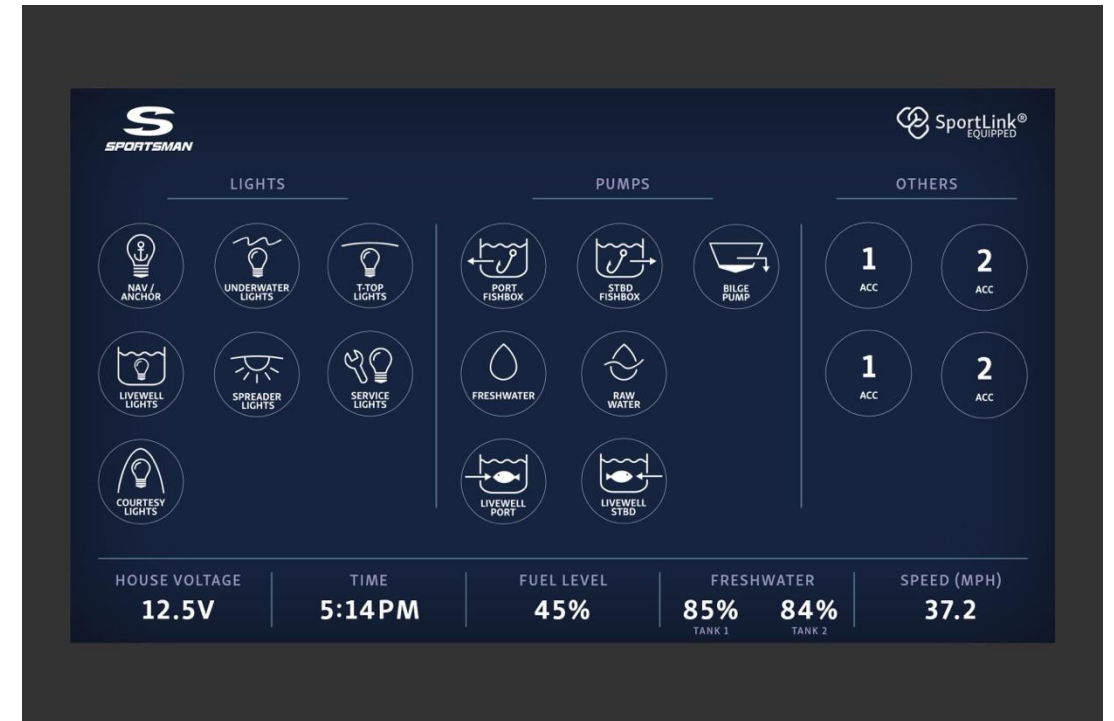 S
SPORTSMAN
SportLink®
EQUIPPED
LIGHTS
PUMPS
OTHERS
NAV /
ANCHOR
UNDERWATER
LIGHTS
T-TOP
LIGHTS
PORT
FISHBOX
STBD
FISHBOX
BILGE
PUMP
1
ACC
2
ACC
LIVEWELL
LIGHTS
SPREADER
LIGHTS
SERVICE
LIGHTS
FRESHWATER
RAW
WATER
1
ACC
2
ACC
COURTESY
LIGHTS
LIVEWELL
PORT
LIVEWELL
STBD
HOUSE VOLTAGE
12.5V
TIME
5:14PM
FUEL LEVEL
45%
FRESHWATER
85% 84%
TANK 1 TANK 2
SPEED (MPH)
37.2